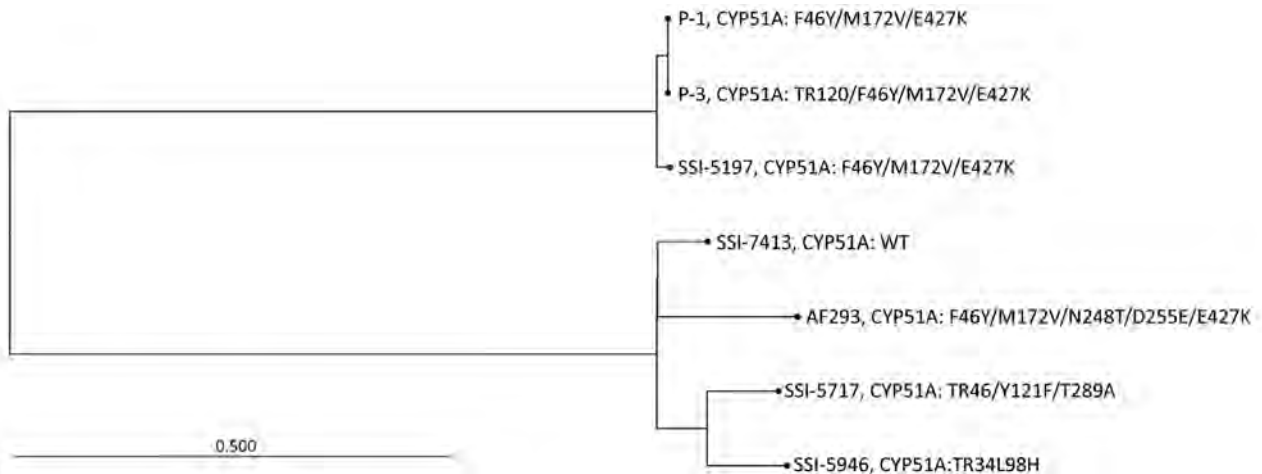 P-1, CYP51A: F46Y/M172V/E427K
P-3, CYP51A: TR120/F46Y/M172V/E427K
SSI-5197, CYP51A: F46Y/M172V/E427K
SSI-7413, CYP51A: WT
AF293, CYP51A: F46Y/M172V/N248T/D255E/E427K
SSI-5717, CYP51A: TR46/Y121F/T289A
0.500
SSI-5946, CYP51A:TR34L98H